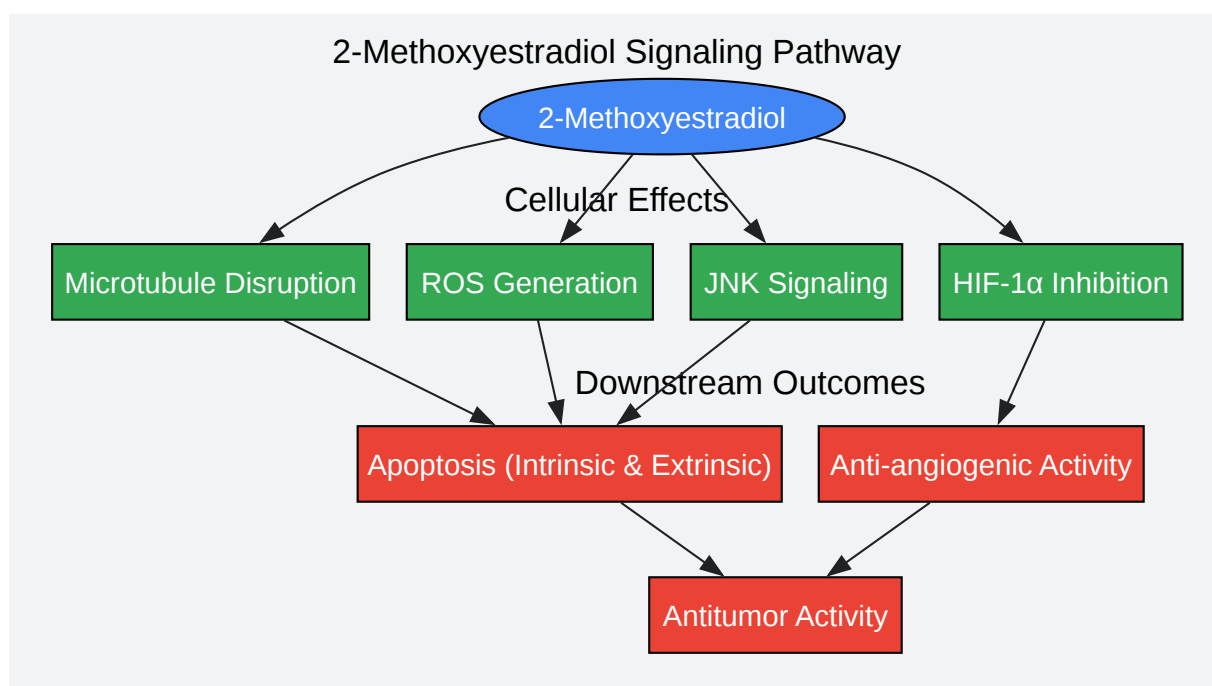 2-Methoxyestradiol Signaling Pathway
2-Methoxyestradiol
Cellular Effects
Microtubule Disruption
ROS Generation
JNK Signaling
HIF-1α Inhibition
Downstream Outcomes
Apoptosis (Intrinsic & Extrinsic)
Anti-angiogenic Activity
Antitumor Activity